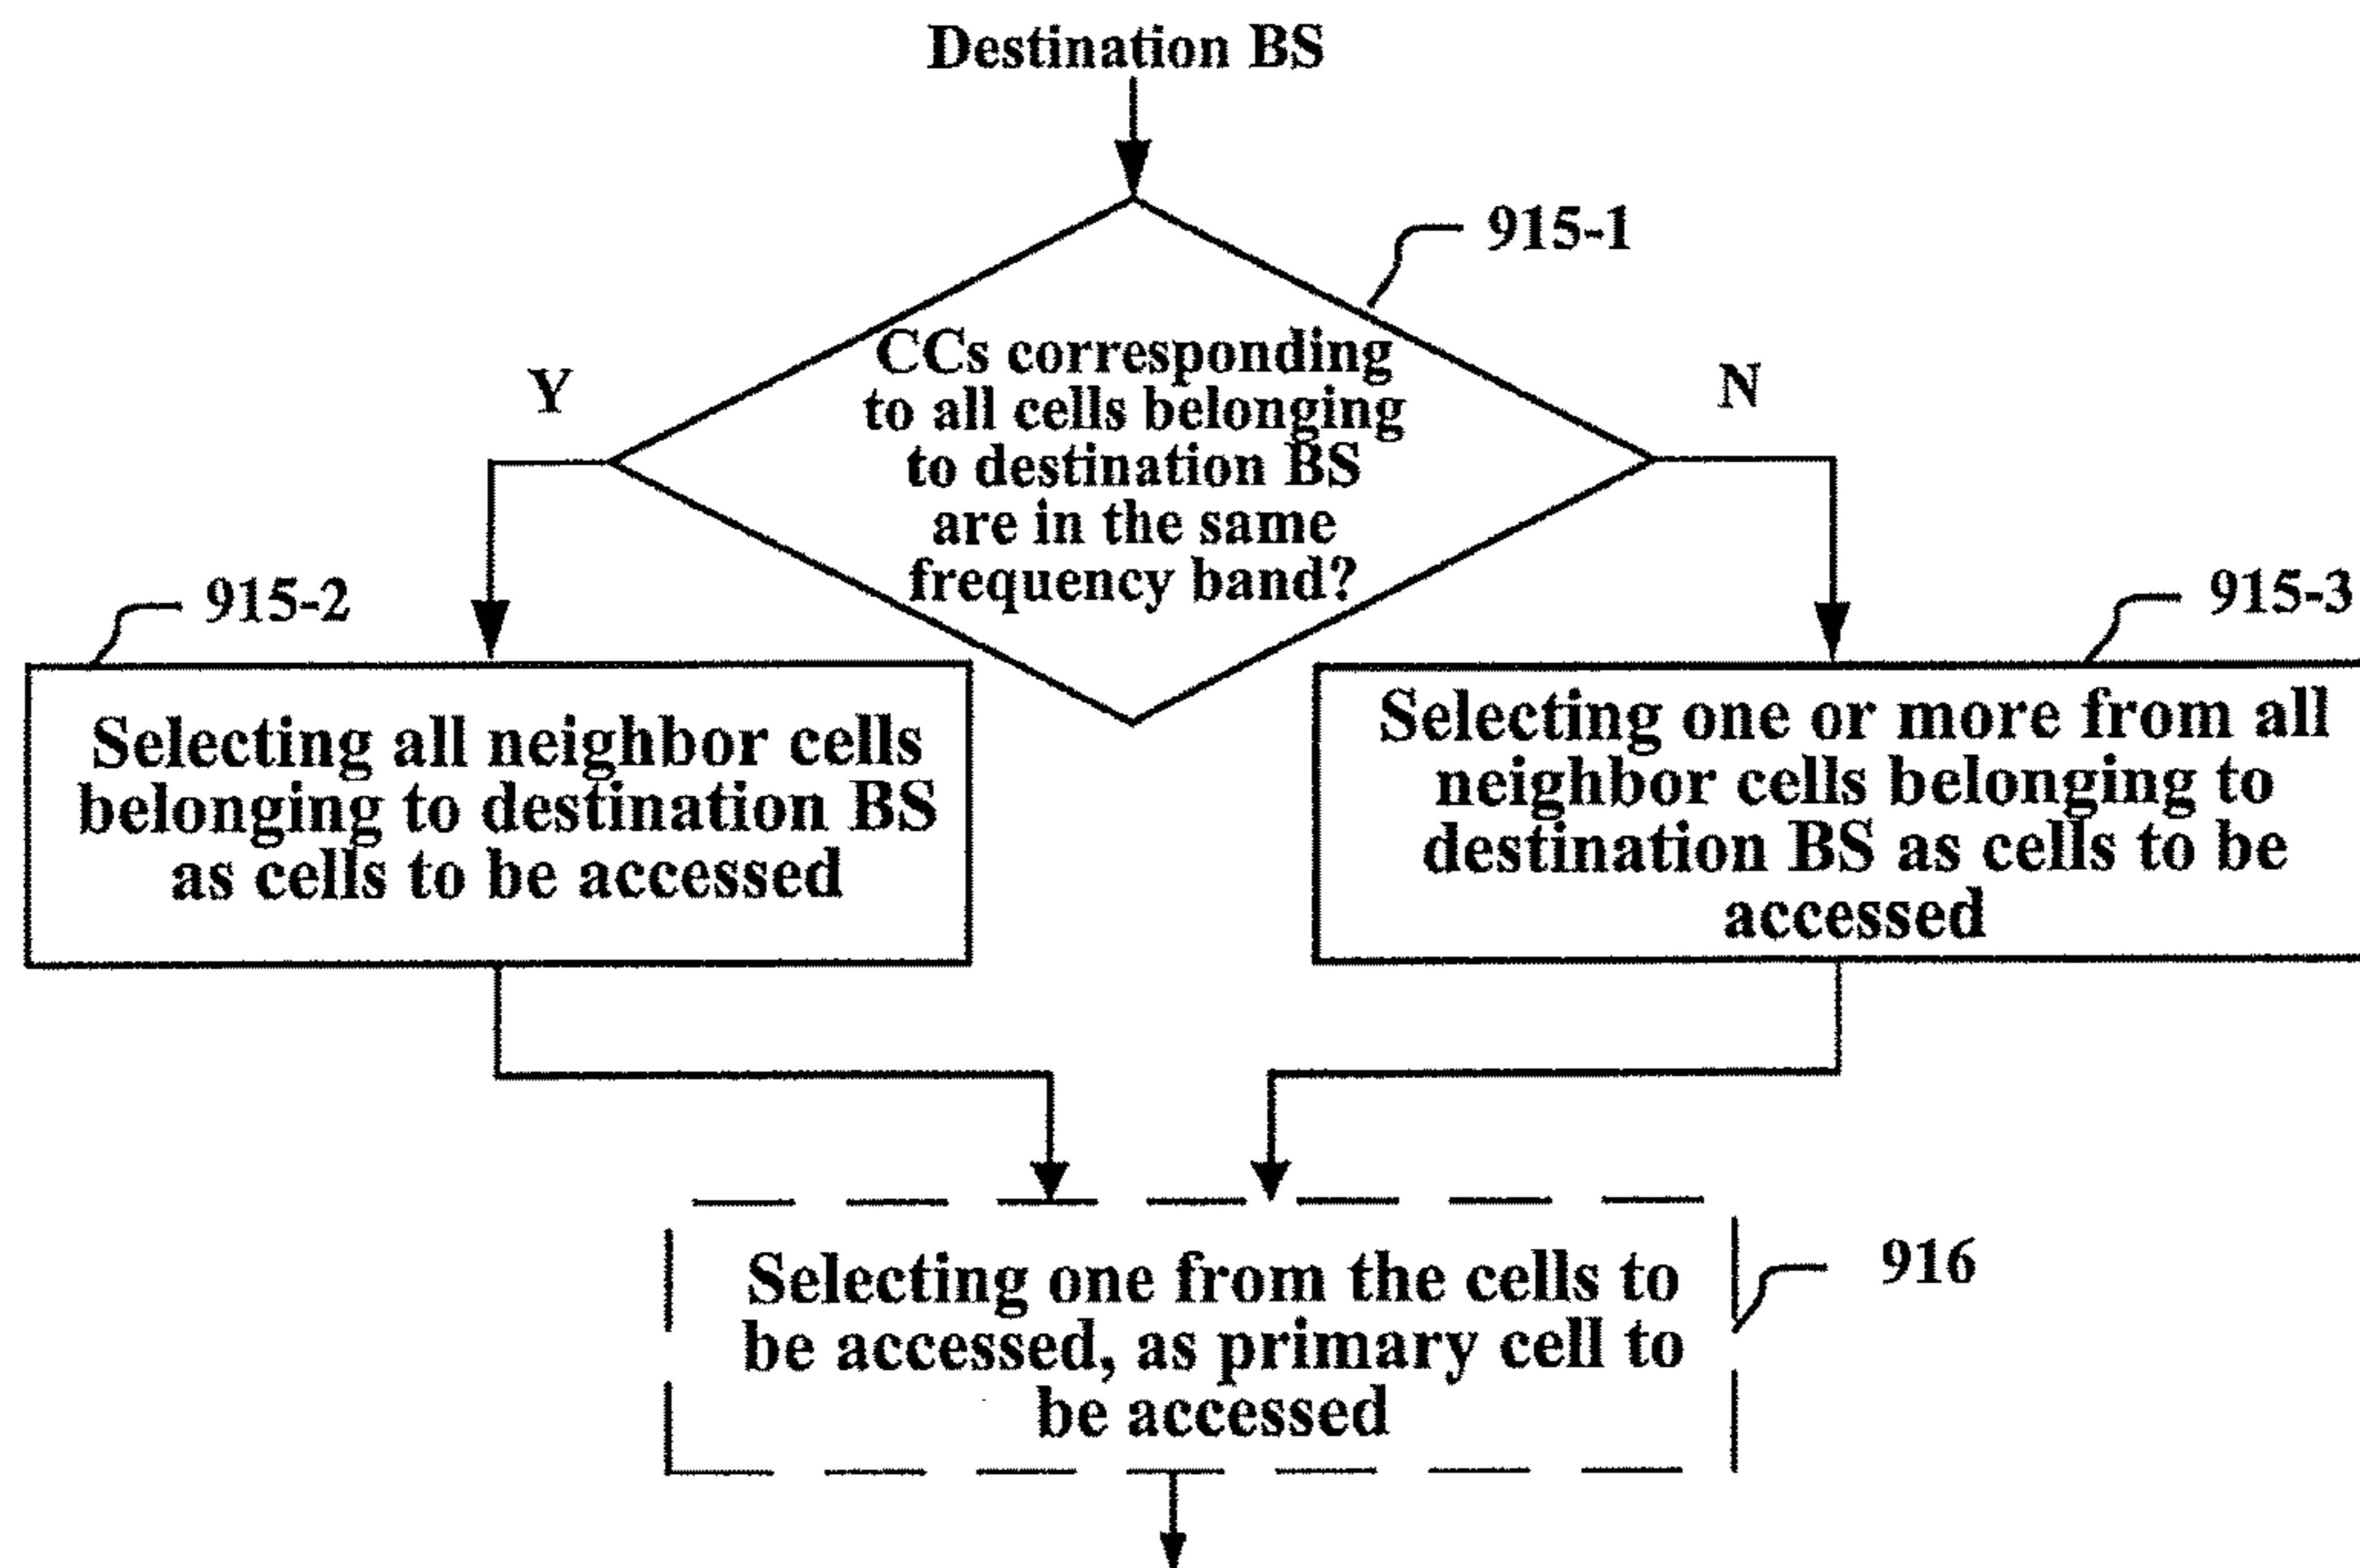 Destination BS
915-1
CCs corresponding
to all cells belonging
to destination BS
are in the same
frequency band?
Y
N
915-2
915-3
Selecting all neighbor cells
belonging to destination BS
as cells to be accessed
Selecting one or more from all
neighbor cells belonging to
destination BS as cells to be
accessed
Selecting one from the cells to
be accessed, as primary cell to
be accessed
916